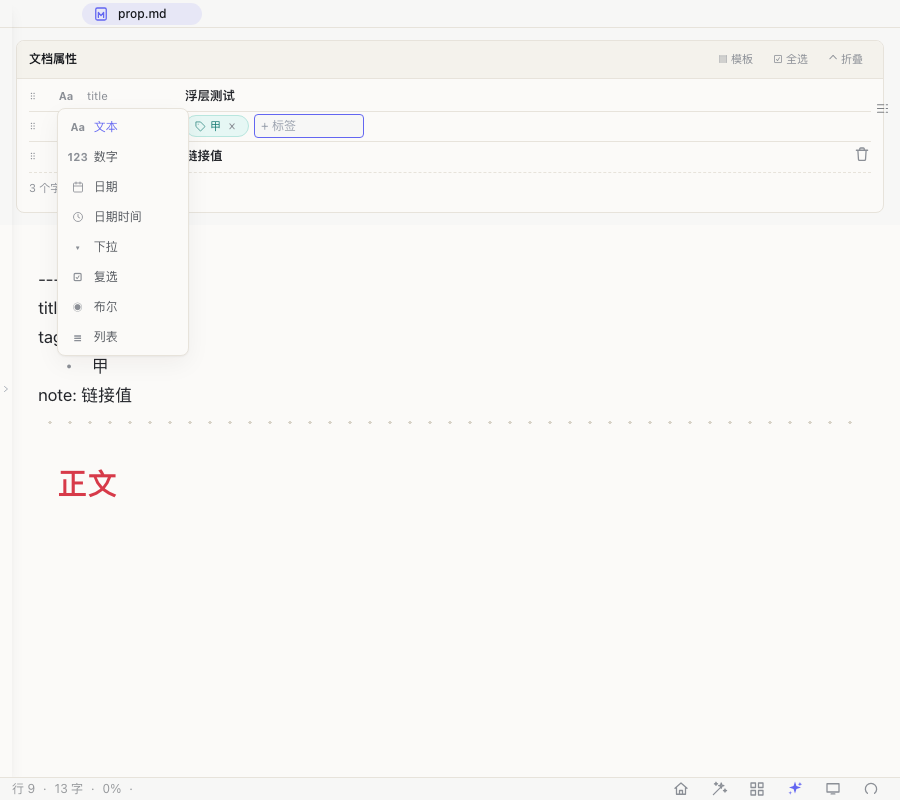 prop.md
文档属性
模板
全选
折叠
Aa title 浮层测试
甲 × + 标签
链接值
3 个字
Aa 文本
123 数字
日期
日期时间
下拉
复选
布尔
列表
---
titl
tag
• 甲
note: 链接值
正文
行 9 · 13 字 · 0% ·